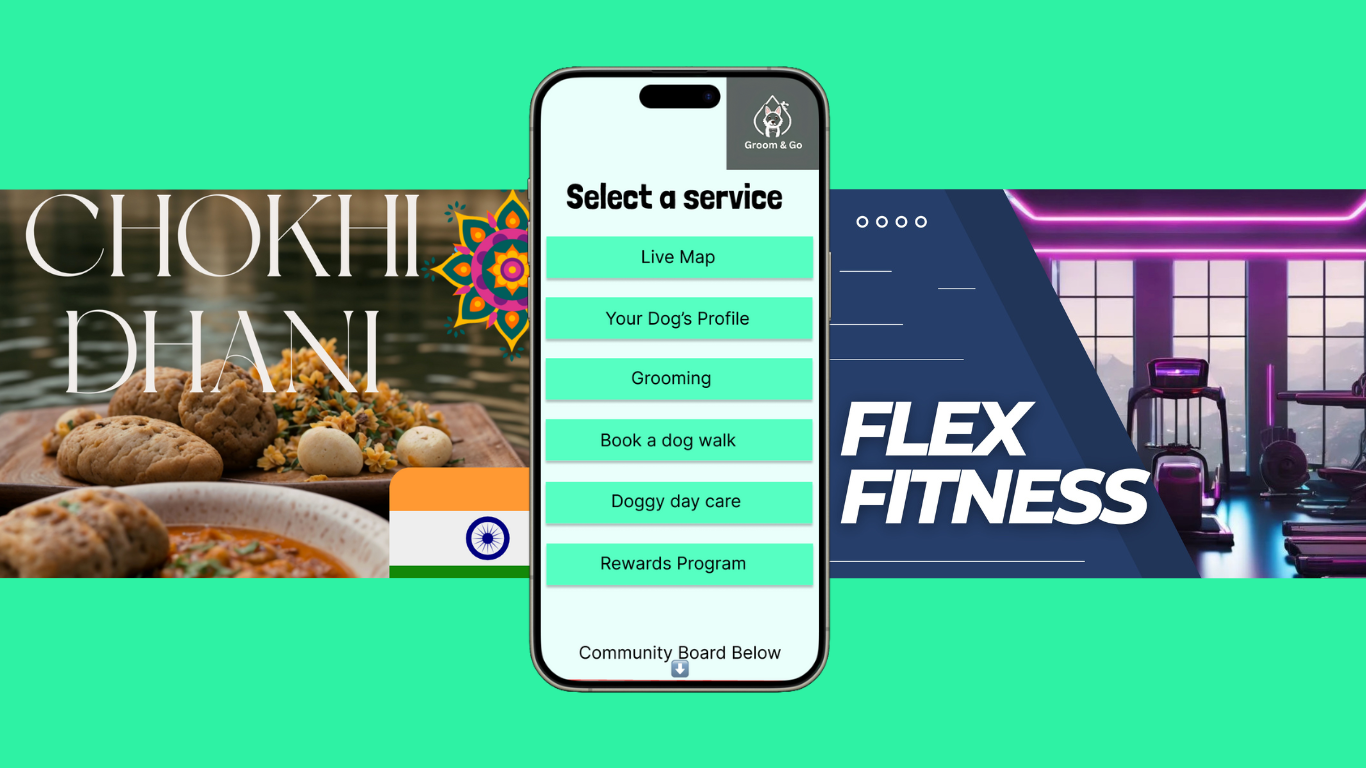 CHOKHI
DHANI
Groom & Go
Select a service
Live Map
Your Dog’s Profile
Grooming
Book a dog walk
Doggy day care
Rewards Program
Community Board Below
FLEX
FITNESS